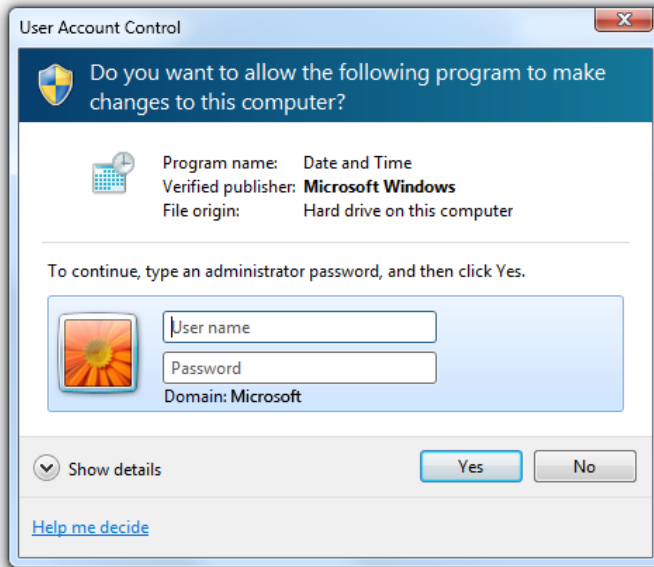 User Account Control
Do you want to allow the following program to make
changes to this computer?
Program name: Date and Time
Verified publisher: Microsoft Windows
File origin: Hard drive on this computer
To continue, type an administrator password, and then click Yes.
User name
Password
Domain: Microsoft
Show details
Yes
No
Help me decide